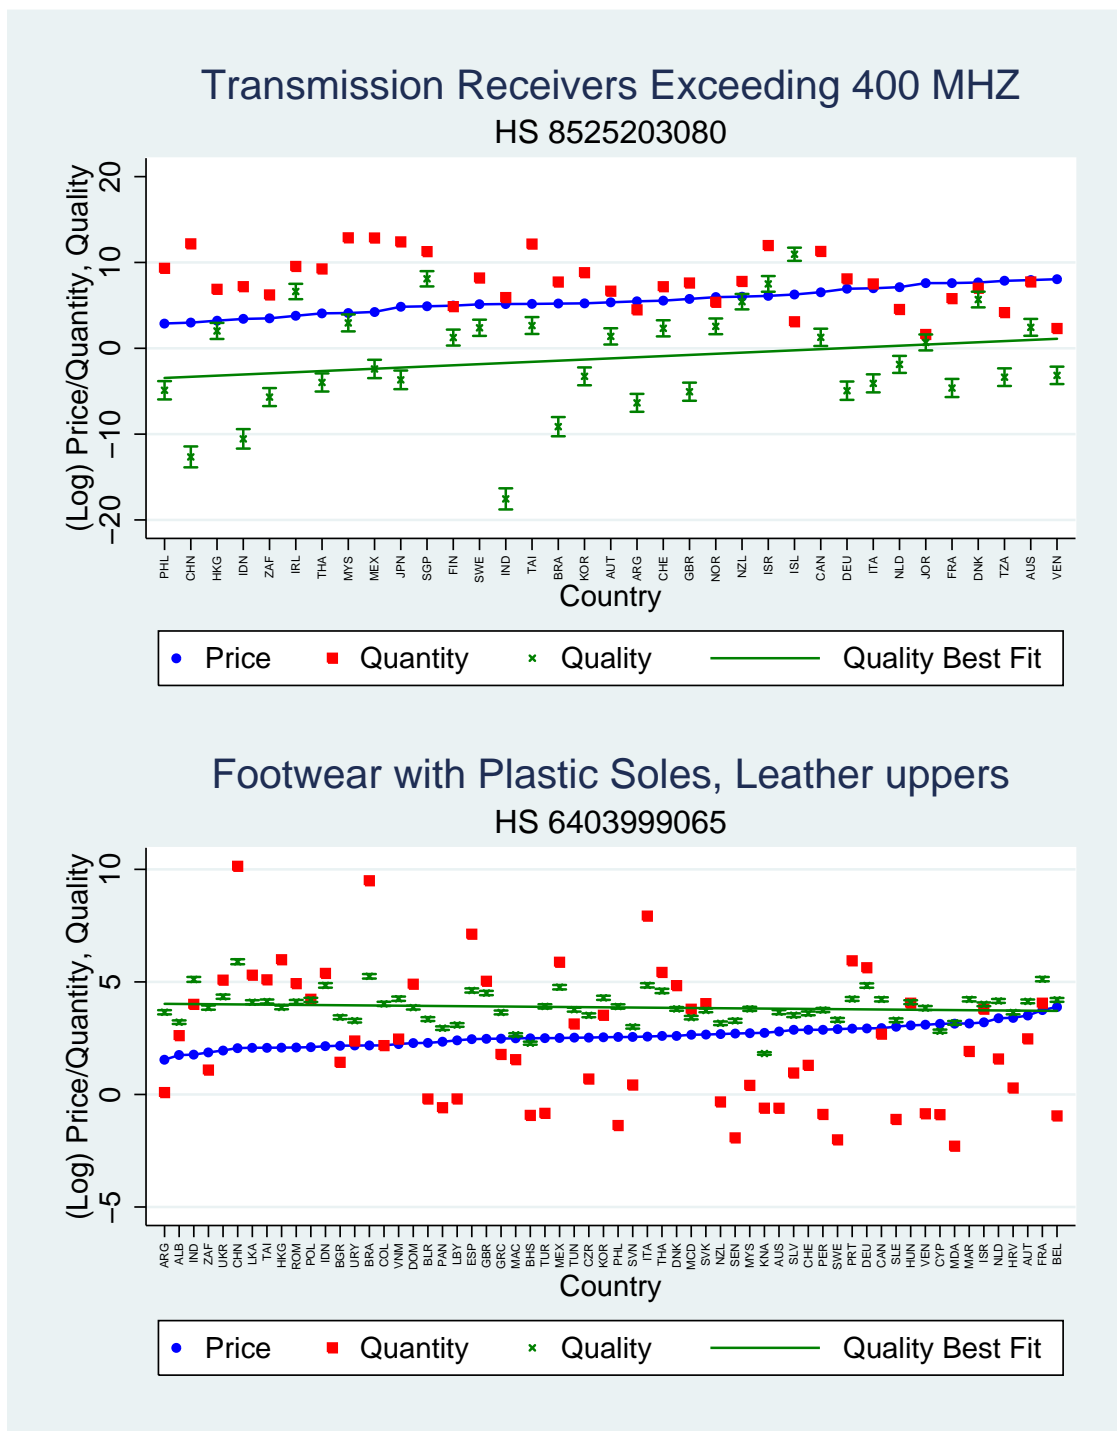 Transmission Receivers Exceeding 400 MHZ
HS 8525203080
(Log) Price/Quantity, Quality
20
10
0
−10
−20
PHL CHN HKG IDN ZAF IRL THA MYS MEX JPN SGP FIN SWE IND TAI BRA KOR AUT ARG CHE GBR NOR NZL ISR ISL CAN DEU ITA NLD JOR FRA DNK TZA AUS VEN
Country
Price Quantity Quality Quality Best Fit
Footwear with Plastic Soles, Leather uppers
HS 6403999065
(Log) Price/Quantity, Quality
10
5
0
−5
ARG ALB IND ZAF UKR CHN LKA TAI HKG ROM POL IDN BGR URY BRA COL VNM DOM BLR PAN LBY ESP GBR GRC MAC BHS TUR MEX TUN CZR KOR PHL SVN ITA THA DNK MCD SVK NZL SEN MYS KNA AUS SLV CHE PER SWE PRT DEU CAN SLE HUN VEN CYP MDA MAR ISR NLD HRV AUT FRA BEL
Country
Price Quantity Quality Quality Best Fit